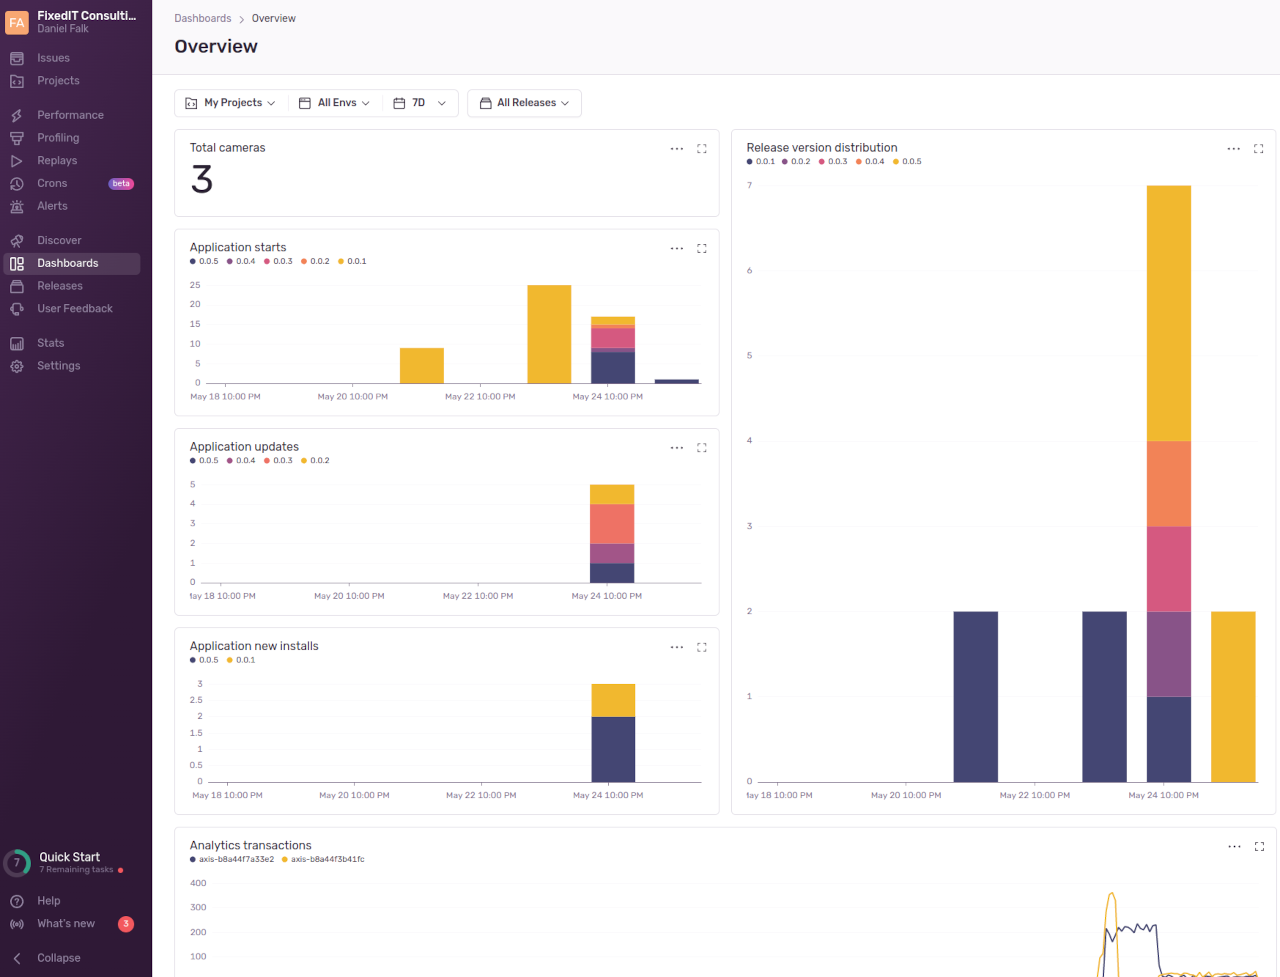 FA
FixedIT Consulti...
Daniel Falk
Issues
Projects
Performance
Profiling
Replays
Crons beta
Alerts
Discover
Dashboards
Releases
User Feedback
Stats
Settings
7
Quick Start
7 Remaining tasks
Help
What's new 3
Collapse
Dashboards > Overview
Overview
My Projects All Envs 7D All Releases
Total cameras
3
Application starts
0.0.5 0.0.4 0.0.3 0.0.2 0.0.1
25
20
15
10
5
0
May 18 10:00 PM May 20 10:00 PM May 22 10:00 PM May 24 10:00 PM
Application updates
0.0.5 0.0.4 0.0.3 0.0.2
5
4
3
2
1
0
ay 18 10:00 PM May 20 10:00 PM May 22 10:00 PM May 24 10:00 PM
Application new installs
0.0.5 0.0.1
3
2.5
2
1.5
1
0.5
0
May 18 10:00 PM May 20 10:00 PM May 22 10:00 PM May 24 10:00 PM
Release version distribution
0.0.1 0.0.2 0.0.3 0.0.4 0.0.5
7
6
5
4
3
2
1
0
ay 18 10:00 PM May 20 10:00 PM May 22 10:00 PM May 24 10:00 PM
Analytics transactions
axis-b8a44f7a33e2 axis-b8a44f3b41fc
400
300
200
100